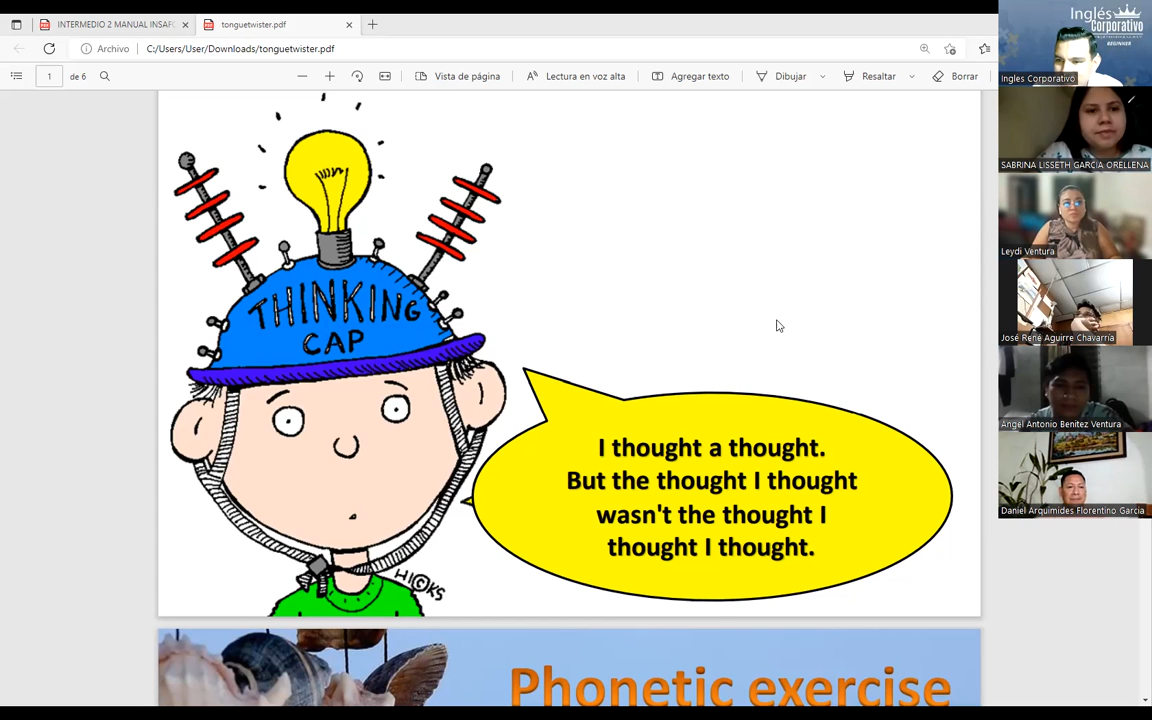 INTERMEDIO 2 MANUAL INSAFO
tonguetwister.pdf
Archivo
C:/Users/User/Downloads/tonguetwister.pdf
1
de 6
Vista de página
Lectura en voz alta
Agregar texto
Dibujar
Resaltar
Borrar
THINKING
CAP
I thought a thought.
But the thought I thought
wasn't the thought I
thought I thought.
HICKS
Phonetic exercise
Inglés
Corporativo
BEGINNER
Ingles Corporativo
SABRINA LISSETH GARCIA ORELLENA
Leydi Ventura
José René Aguirre Chavarría
Angel Antonio Benitez Ventura
Daniel Arquimides Florentino Garcia